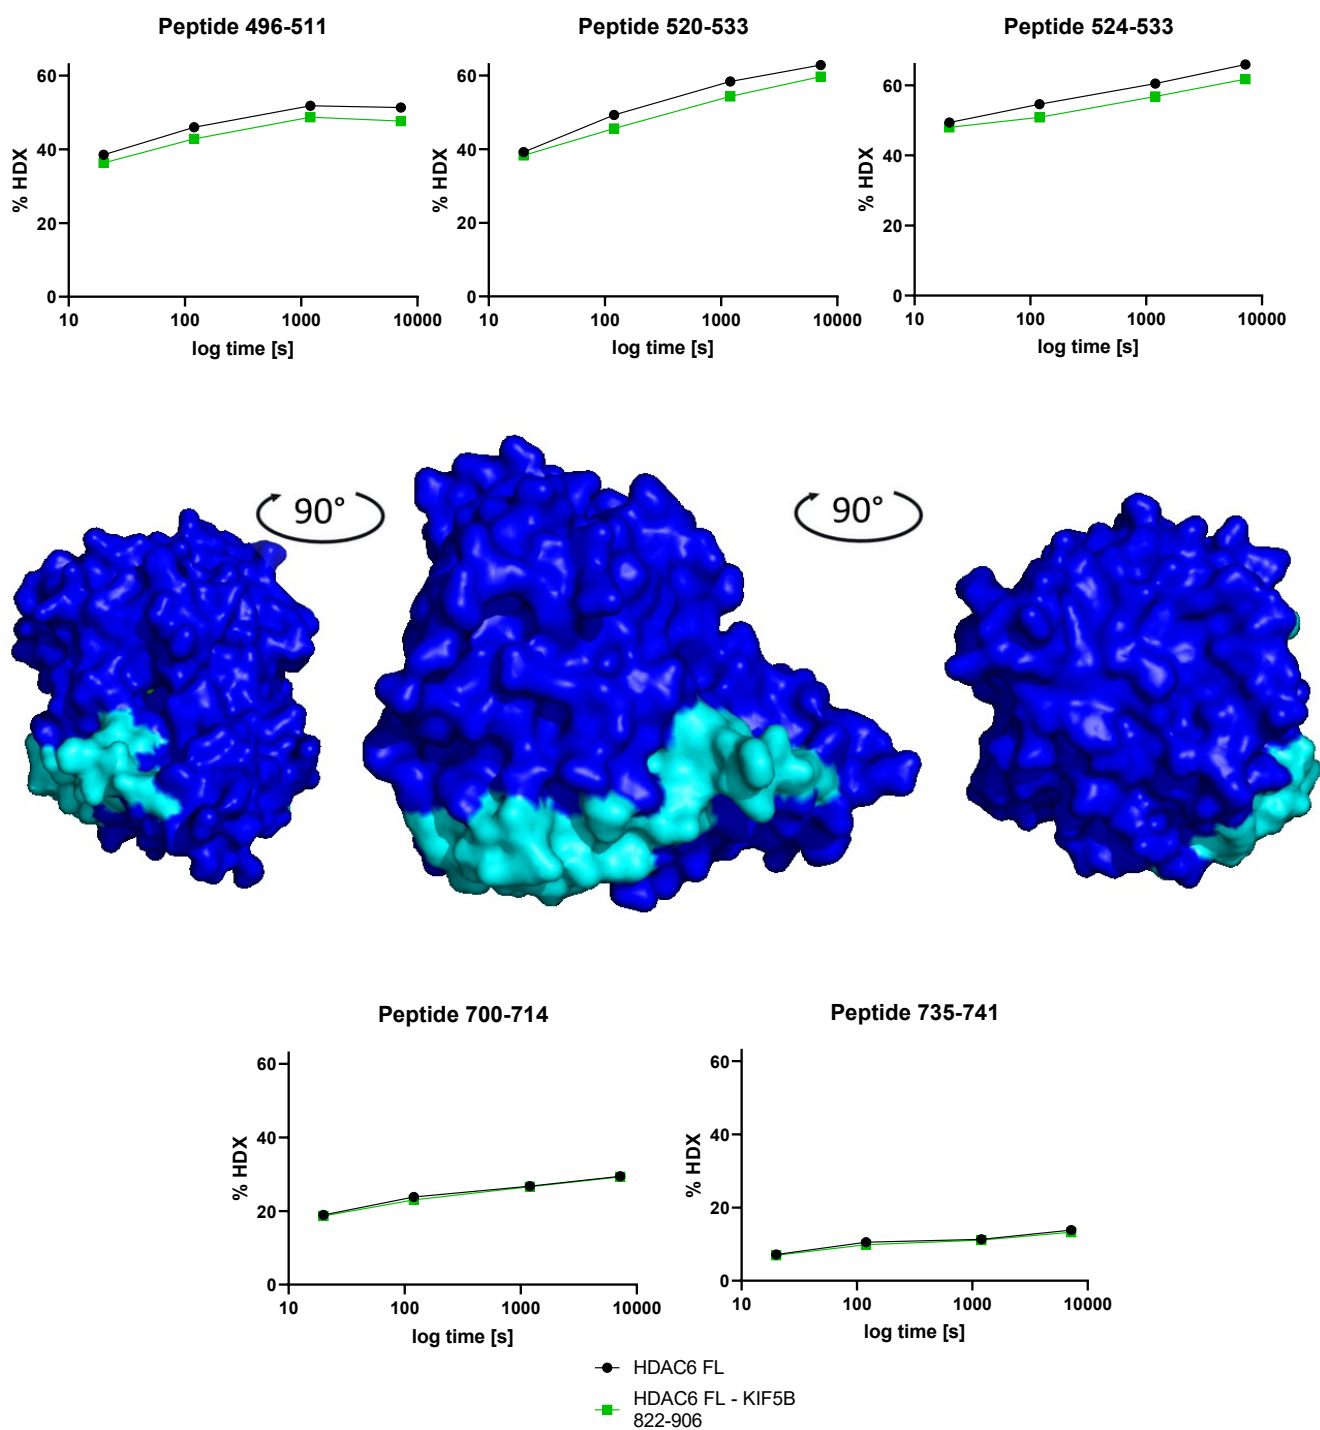 Peptide 496-511
Peptide 520-533
Peptide 524-533
60
40
20
0
10
100
1000
10000
% HDX
log time [s]
60
40
20
0
10
100
1000
10000
% HDX
log time [s]
60
40
20
0
10
100
1000
10000
% HDX
log time [s]
90°
90°
Peptide 700-714
Peptide 735-741
60
40
20
0
10
100
1000
10000
% HDX
log time [s]
60
40
20
0
10
100
1000
10000
% HDX
log time [s]
HDAC6 FL
HDAC6 FL - KIF5B
822-906